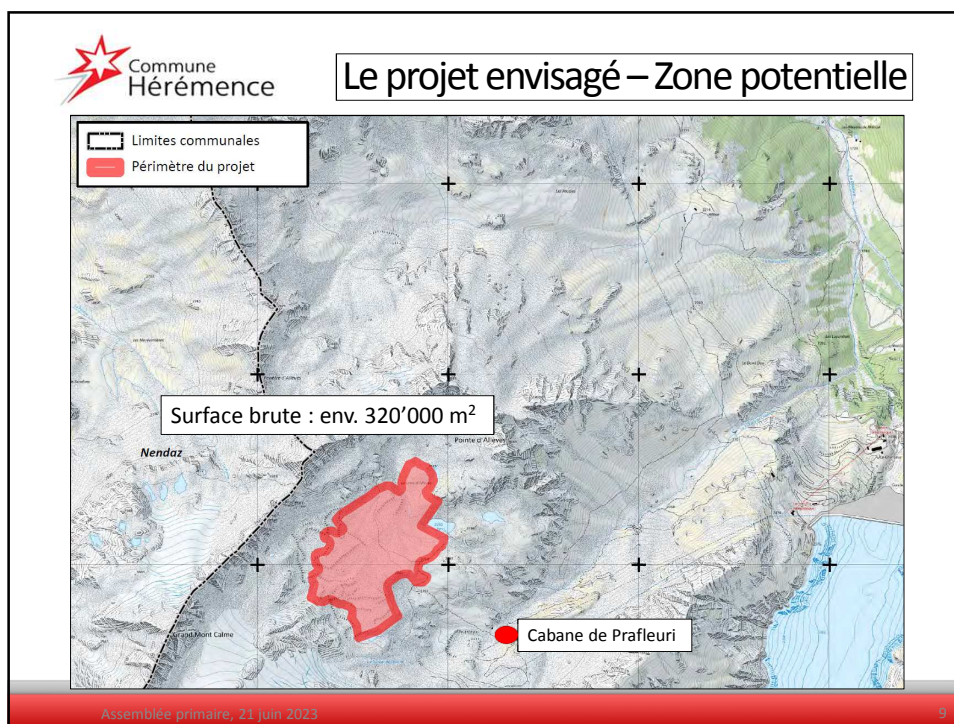 Commune
Hérémence
Le projet envisagé – Zone potentielle
Limites communales
Périmètre du projet
Surface brute : env. 320’000 m²
Nendaz
Pointe d'Allèves
Grand Mont Calme
Cabane de Prafleuri
Assemblée primaire, 21 juin 2023
9